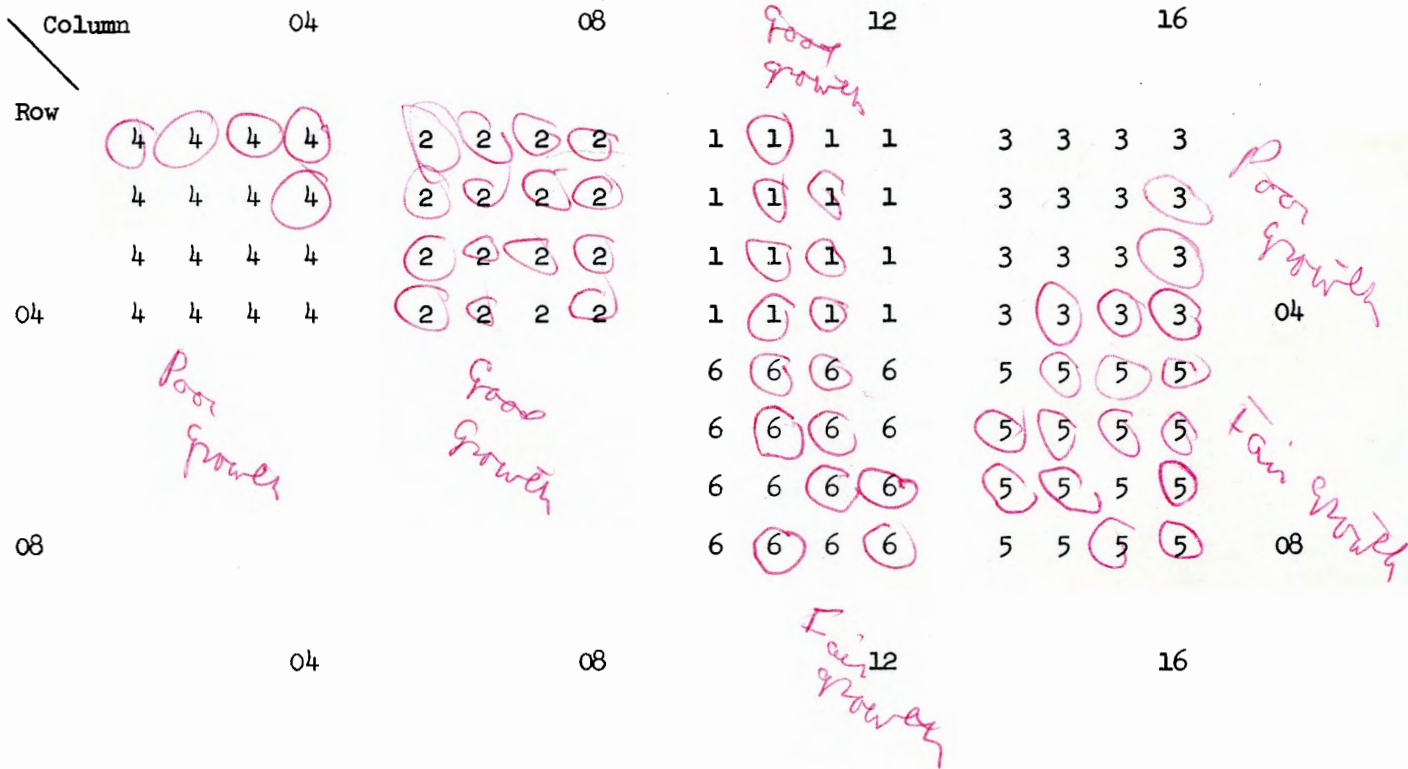 Column 04 08 12 16
Good
growth
Row
4 4 4 4 2 2 2 2 1 1 1 1 3 3 3 3
4 4 4 4 2 2 2 2 1 1 1 1 3 3 3 3
4 4 4 4 2 2 2 2 1 1 1 1 3 3 3 3
04 4 4 4 4 2 2 2 2 1 1 1 1 3 3 3 3 04
Poor
growth
6 6 6 6 5 5 5 5
6 6 6 6 5 5 5 5
6 6 6 6 5 5 5 5
08 6 6 6 6 5 5 5 5 08
Poor
growth
Good
Growth
Fair
growth
Fair
growth
04 08 12 16